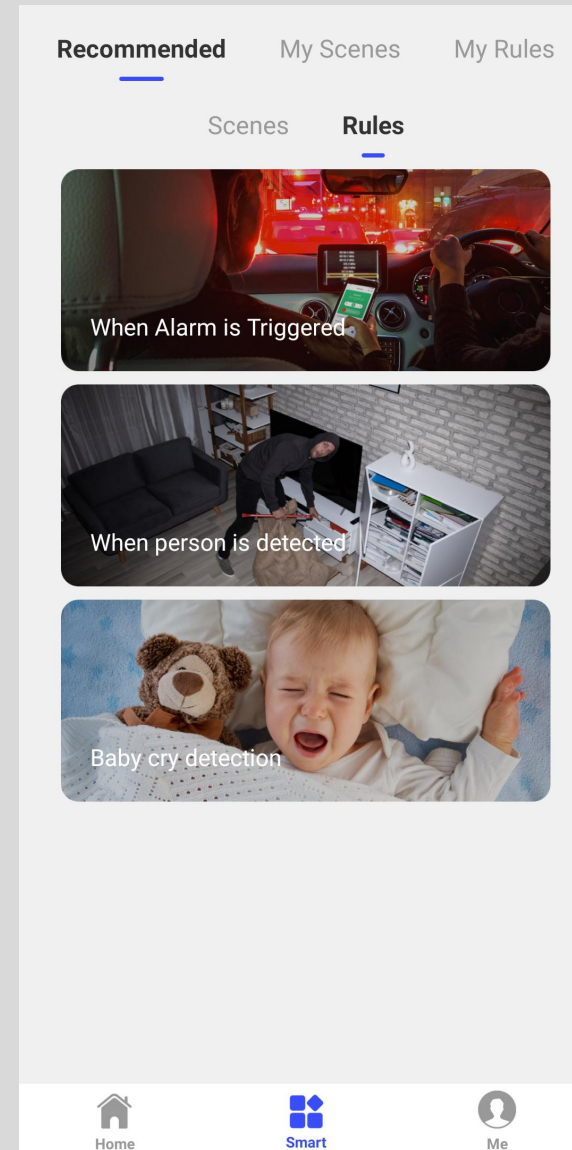 Recommended My Scenes My Rules
Scenes Rules
When Alarm is Triggered
When person is detected
Baby cry detection
Home Smart Me